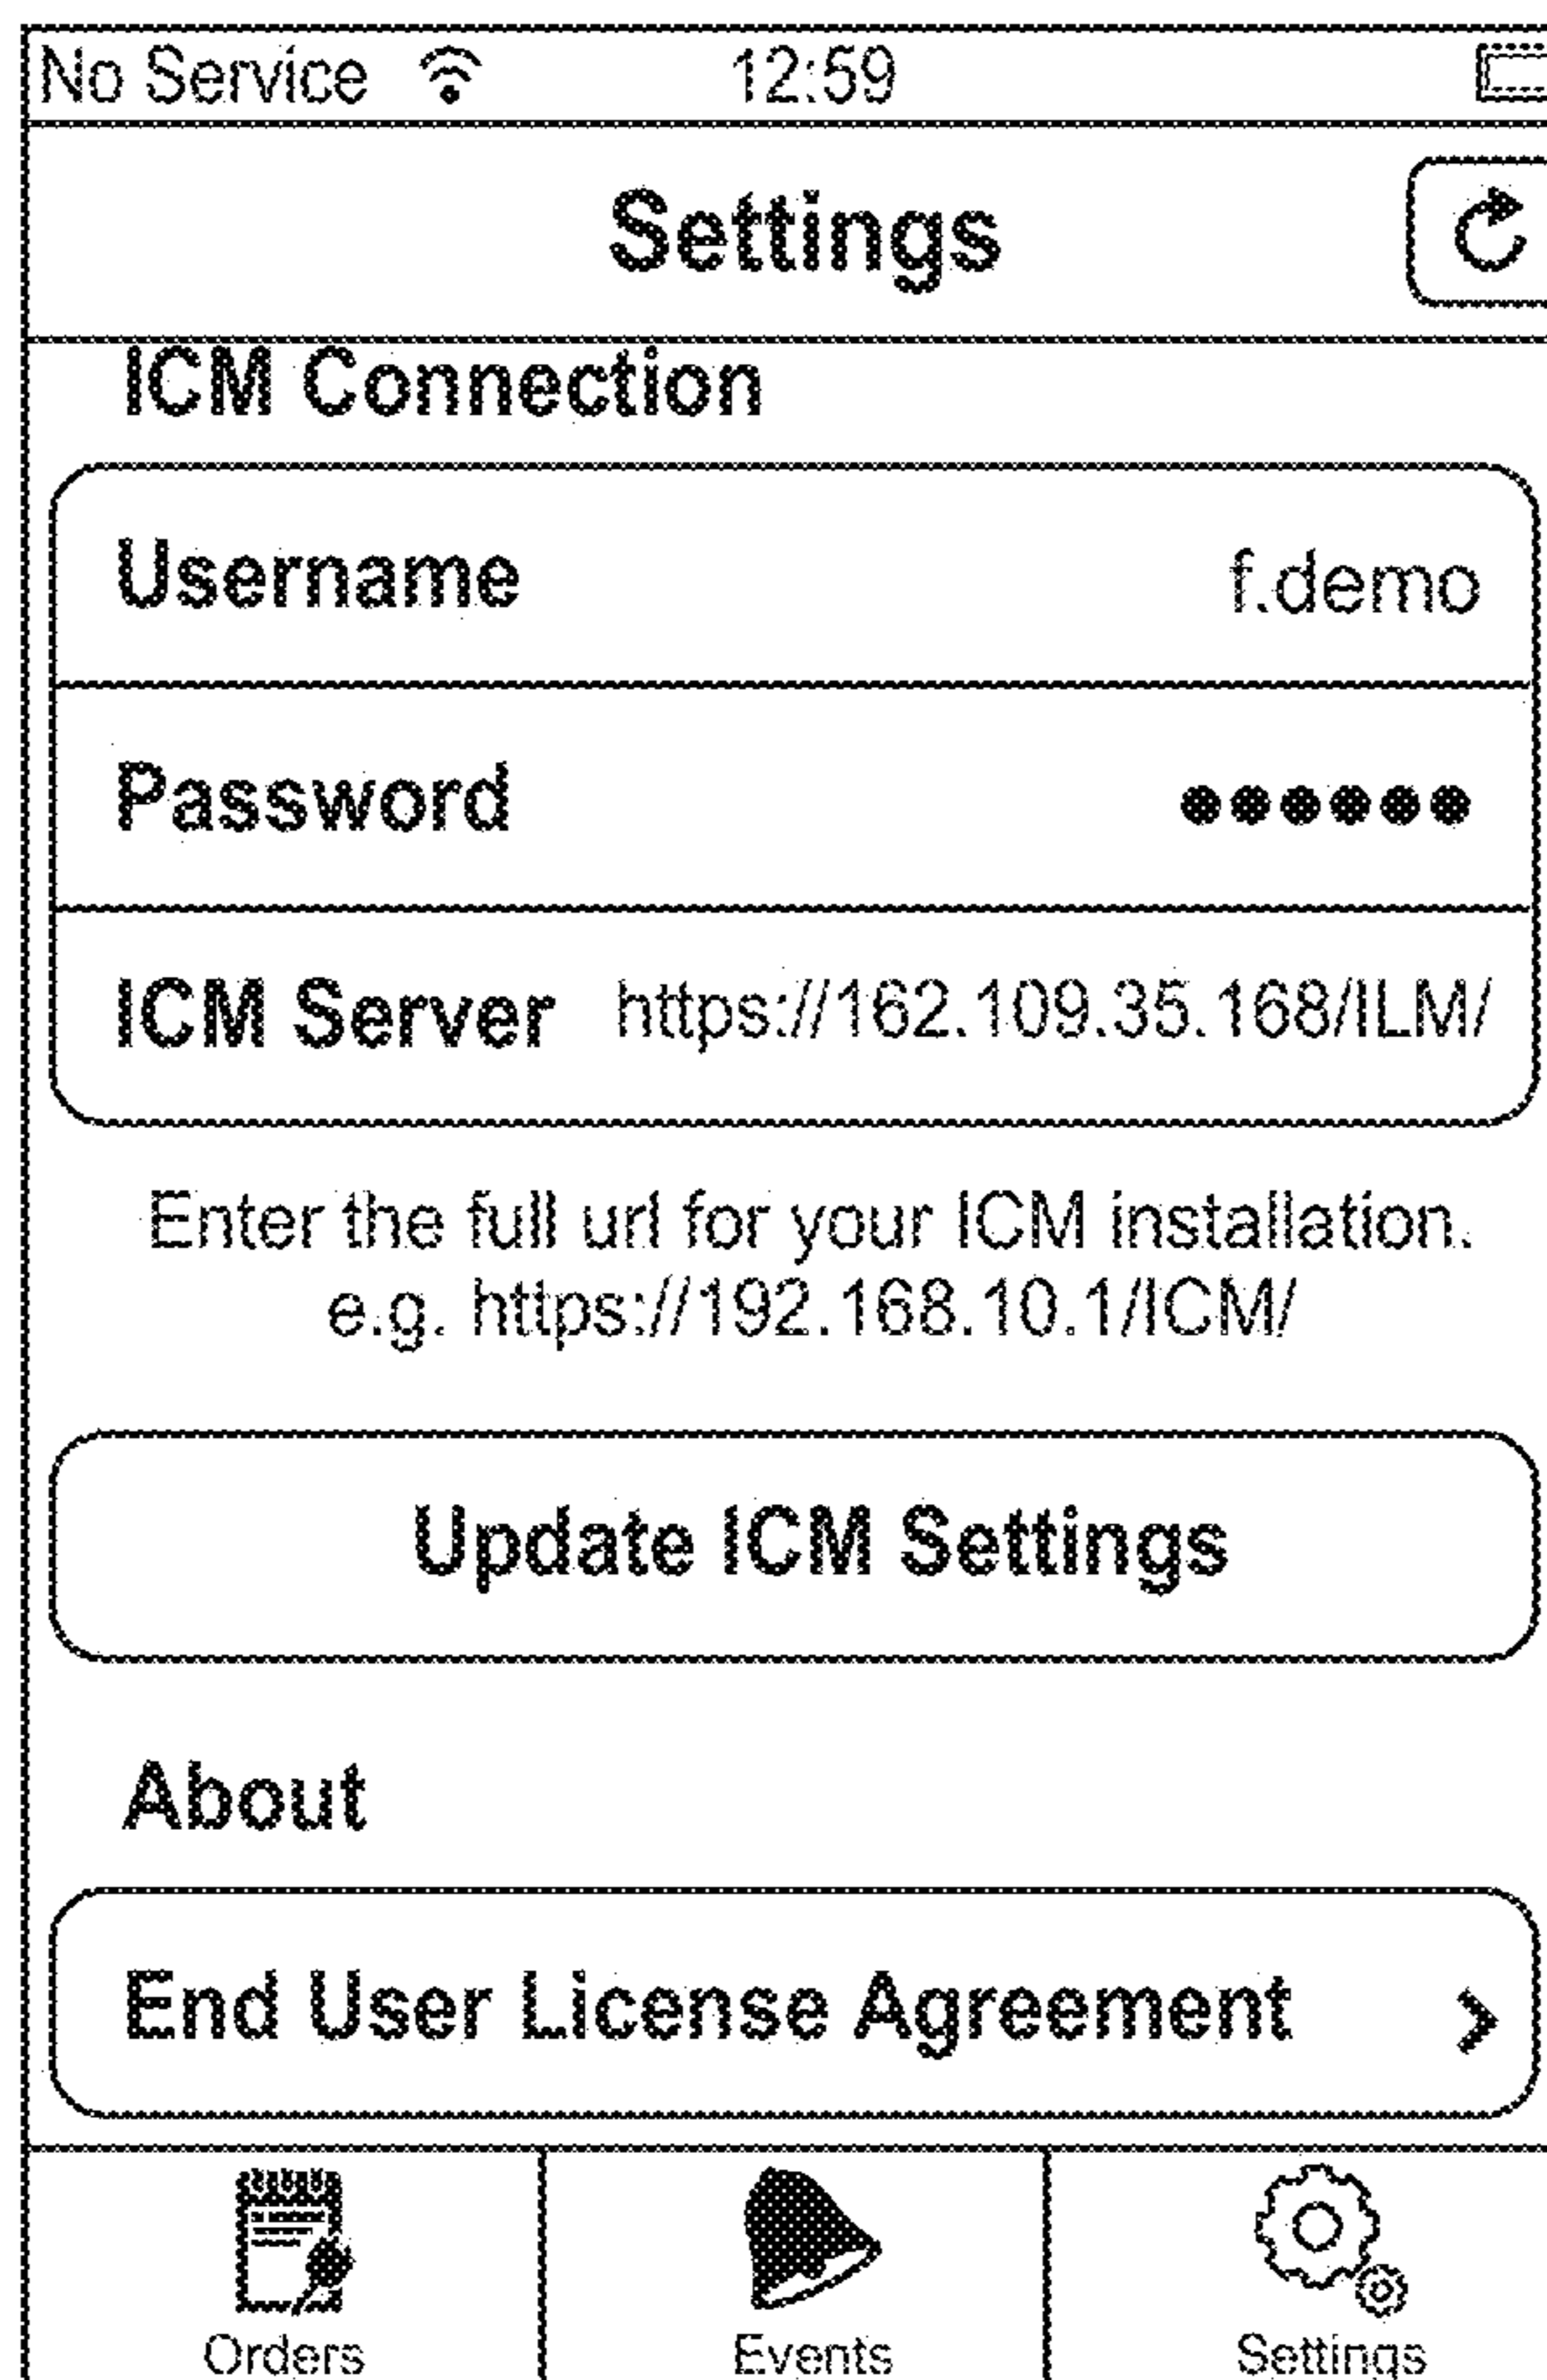 No Service 12:59
Settings
ICM Connection
Username f.demo
Password ●●●●●●
ICM Server https://162.109.35.168/ILM/
Enter the full url for your ICM installation.
e.g. https://192.168.10.1/ICM/
Update ICM Settings
About
End User License Agreement
Orders Events Settings